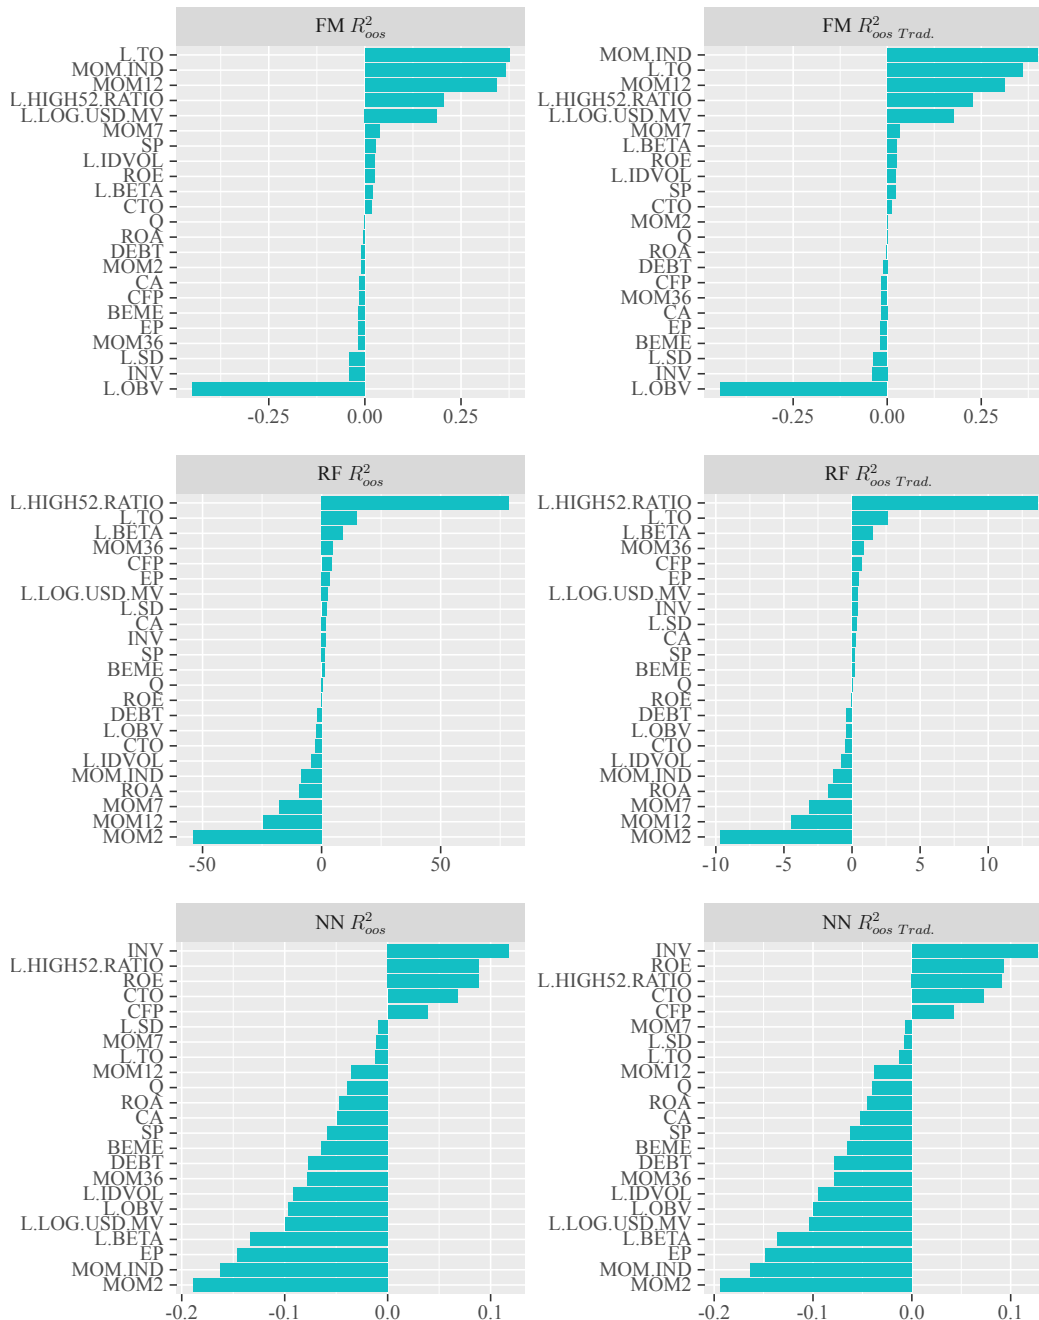 FM R²oos
L.TO
MOM.IND
MOM12
L.HIGH52.RATIO
L.LOG.USD.MV
MOM7
SP
L.IDVOL
ROE
L.BETA
CTO
Q
ROA
DEBT
MOM2
CA
CFP
BEME
EP
MOM36
L.SD
INV
L.OBV
-0.25 0.00 0.25
FM R²oos Trad.
MOM.IND
L.TO
MOM12
L.HIGH52.RATIO
L.LOG.USD.MV
MOM7
L.BETA
ROE
L.IDVOL
SP
CTO
MOM2
Q
ROA
DEBT
CFP
MOM36
CA
EP
BEME
L.SD
INV
L.OBV
-0.25 0.00 0.25
RF R²oos
L.HIGH52.RATIO
L.TO
L.BETA
MOM36
CFP
EP
L.LOG.USD.MV
L.SD
CA
INV
SP
BEME
Q
ROE
DEBT
L.OBV
CTO
L.IDVOL
MOM.IND
ROA
MOM7
MOM12
MOM2
-50 0 50
RF R²oos Trad.
L.HIGH52.RATIO
L.TO
L.BETA
MOM36
CFP
EP
L.LOG.USD.MV
INV
L.SD
CA
SP
BEME
Q
ROE
DEBT
L.OBV
CTO
L.IDVOL
MOM.IND
ROA
MOM7
MOM12
MOM2
-10 -5 0 5 10
NN R²oos
INV
L.HIGH52.RATIO
ROE
CTO
CFP
L.SD
MOM7
L.TO
MOM12
Q
ROA
CA
SP
BEME
DEBT
MOM36
L.IDVOL
L.OBV
L.LOG.USD.MV
L.BETA
EP
MOM.IND
MOM2
-0.2 -0.1 0.0 0.1
NN R²oos Trad.
INV
ROE
L.HIGH52.RATIO
CTO
CFP
MOM7
L.SD
L.TO
MOM12
Q
ROA
CA
SP
BEME
DEBT
MOM36
L.IDVOL
L.OBV
L.LOG.USD.MV
L.BETA
EP
MOM.IND
MOM2
-0.2 -0.1 0.0 0.1